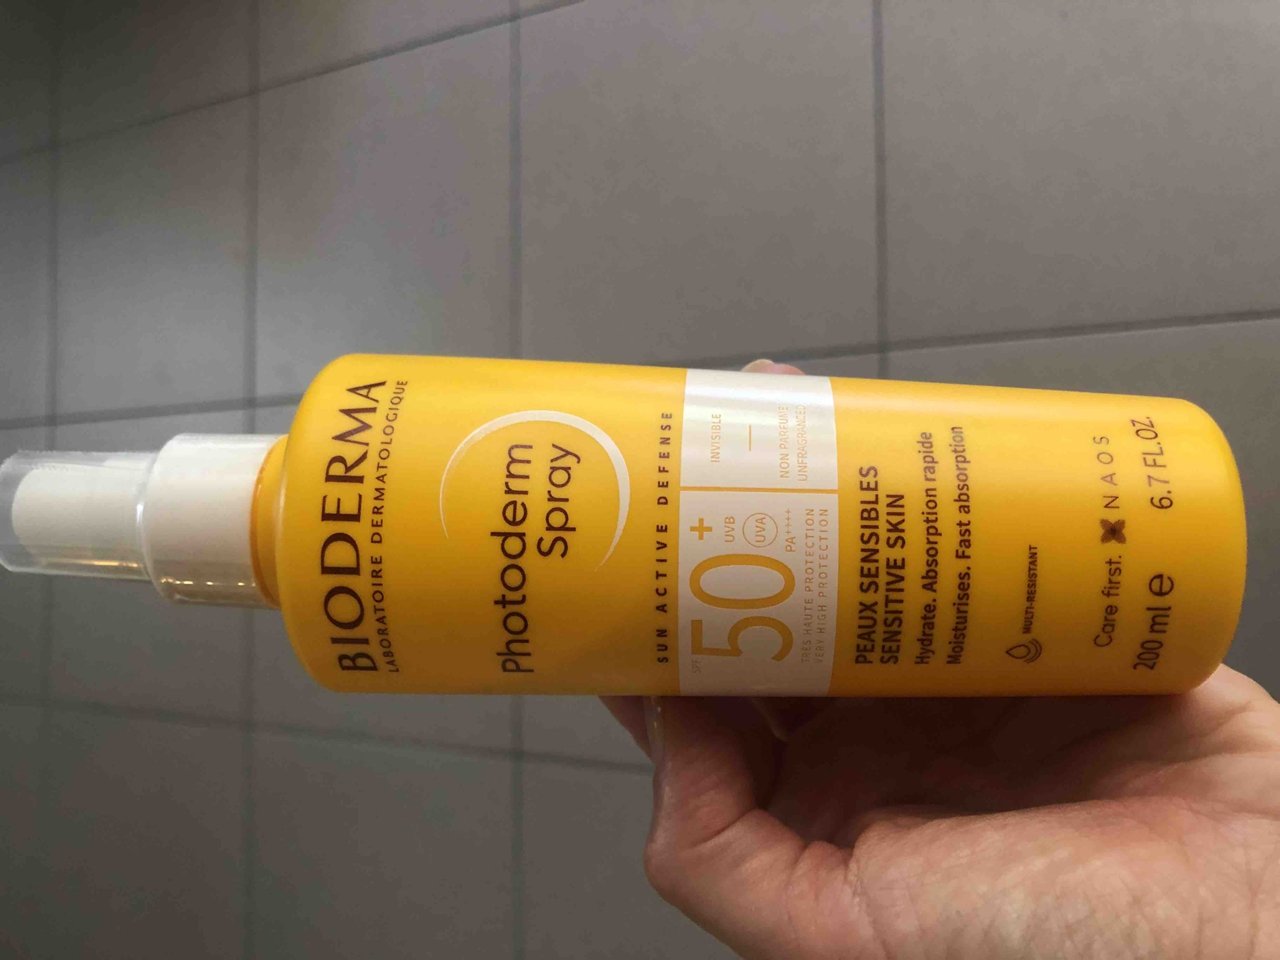 BIODERMA
LABORATOIRE DERMATOLOGIQUE
Photoderm
Spray
SUN ACTIVE DEFENSE
SPF
50+
UVB
UVA
PA++++
TRÈS HAUTE PROTECTION
VERY HIGH PROTECTION
INVISIBLE
NON PARFUMÉ
UNFRAGRANCED
PEAUX SENSIBLES
SENSITIVE SKIN
Hydrate. Absorption rapide
Moisturises. Fast absorption
MULTI-RESISTANT
Care first. NAOS
200 ml e 6.7 FL.OZ.